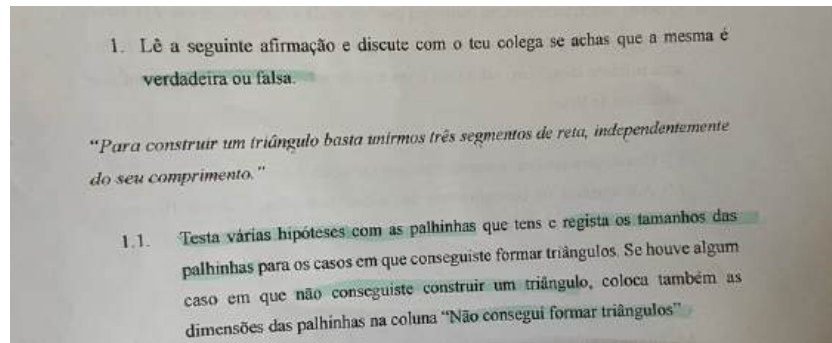 1. Lê a seguinte afirmação e discute com o teu colega se achas que a mesma é
verdadeira ou falsa.
“Para construir um triângulo basta unirmos três segmentos de reta, independentemente
do seu comprimento.”
1.1. Testa várias hipóteses com as palhinhas que tens e regista os tamanhos das
palhinhas para os casos em que conseguiste formar triângulos. Se houve algum
caso em que não conseguiste construir um triângulo, coloca também as
dimensões das palhinhas na coluna “Não consegui formar triângulos”